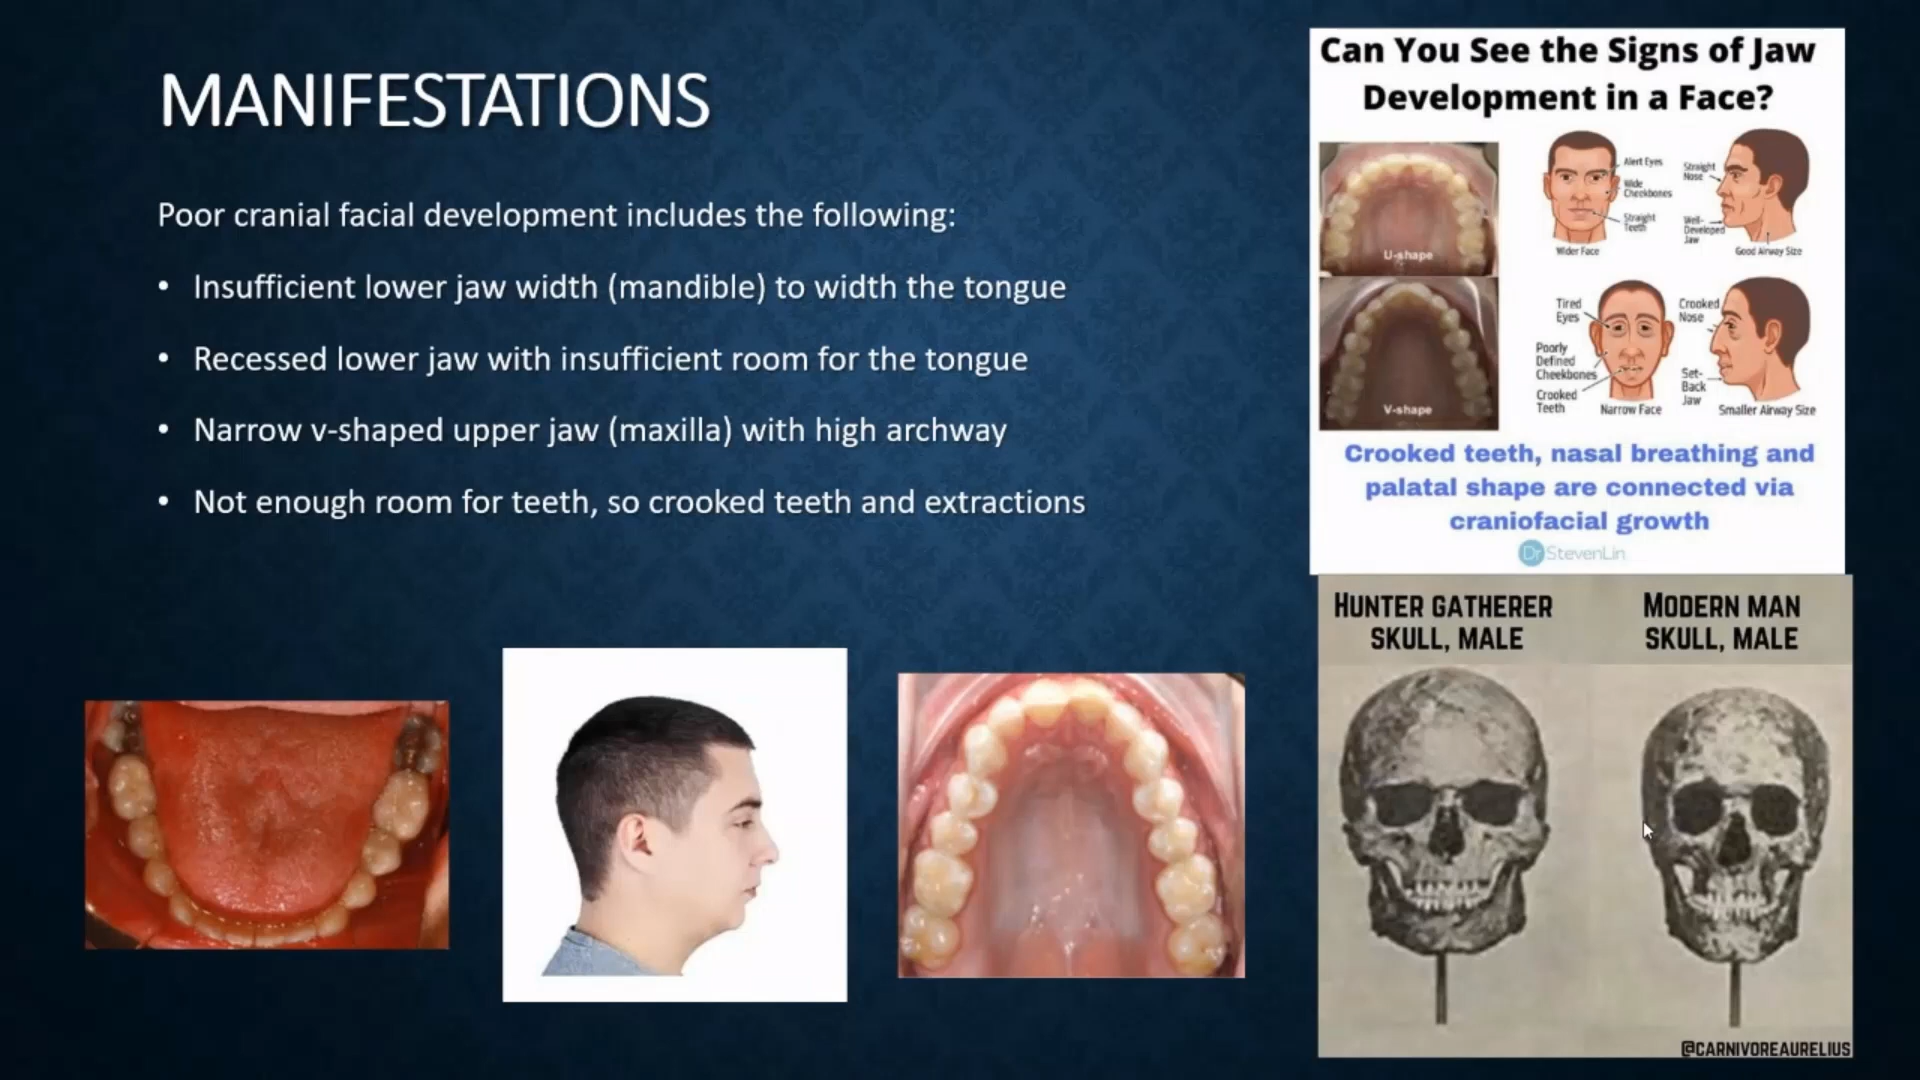 MANIFESTATIONS
Poor cranial facial development includes the following:
• Insufficient lower jaw width (mandible) to width the tongue
• Recessed lower jaw with insufficient room for the tongue
• Narrow v-shaped upper jaw (maxilla) with high archway
• Not enough room for teeth, so crooked teeth and extractions
Can You See the Signs of Jaw
Development in a Face?
U-shape
V-shape
Alert Eyes
Wide
Cheekbones
Straight
Teeth
Wider Face
Straight
Nose
Well-
Developed
Jaw
Good Airway Size
Tired
Eyes
Poorly
Defined
Cheekbones
Crooked
Teeth
Narrow Face
Crooked
Nose
Set-
Back
Jaw
Smaller Airway Size
Crooked teeth, nasal breathing and
palatal shape are connected via
craniofacial growth
Dr StevenLin
HUNTER GATHERER
SKULL, MALE
MODERN MAN
SKULL, MALE
@CARNIVOREAURELIUS